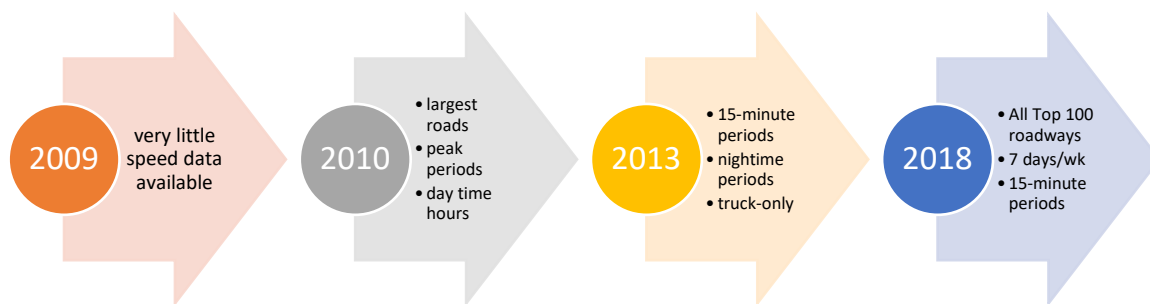 2009
very little
speed data
available
2010
• largest
roads
• peak
periods
• day time
hours
2013
• 15-minute
periods
• nightime
periods
• truck-only
2018
• All Top 100
roadways
• 7 days/wk
• 15-minute
periods